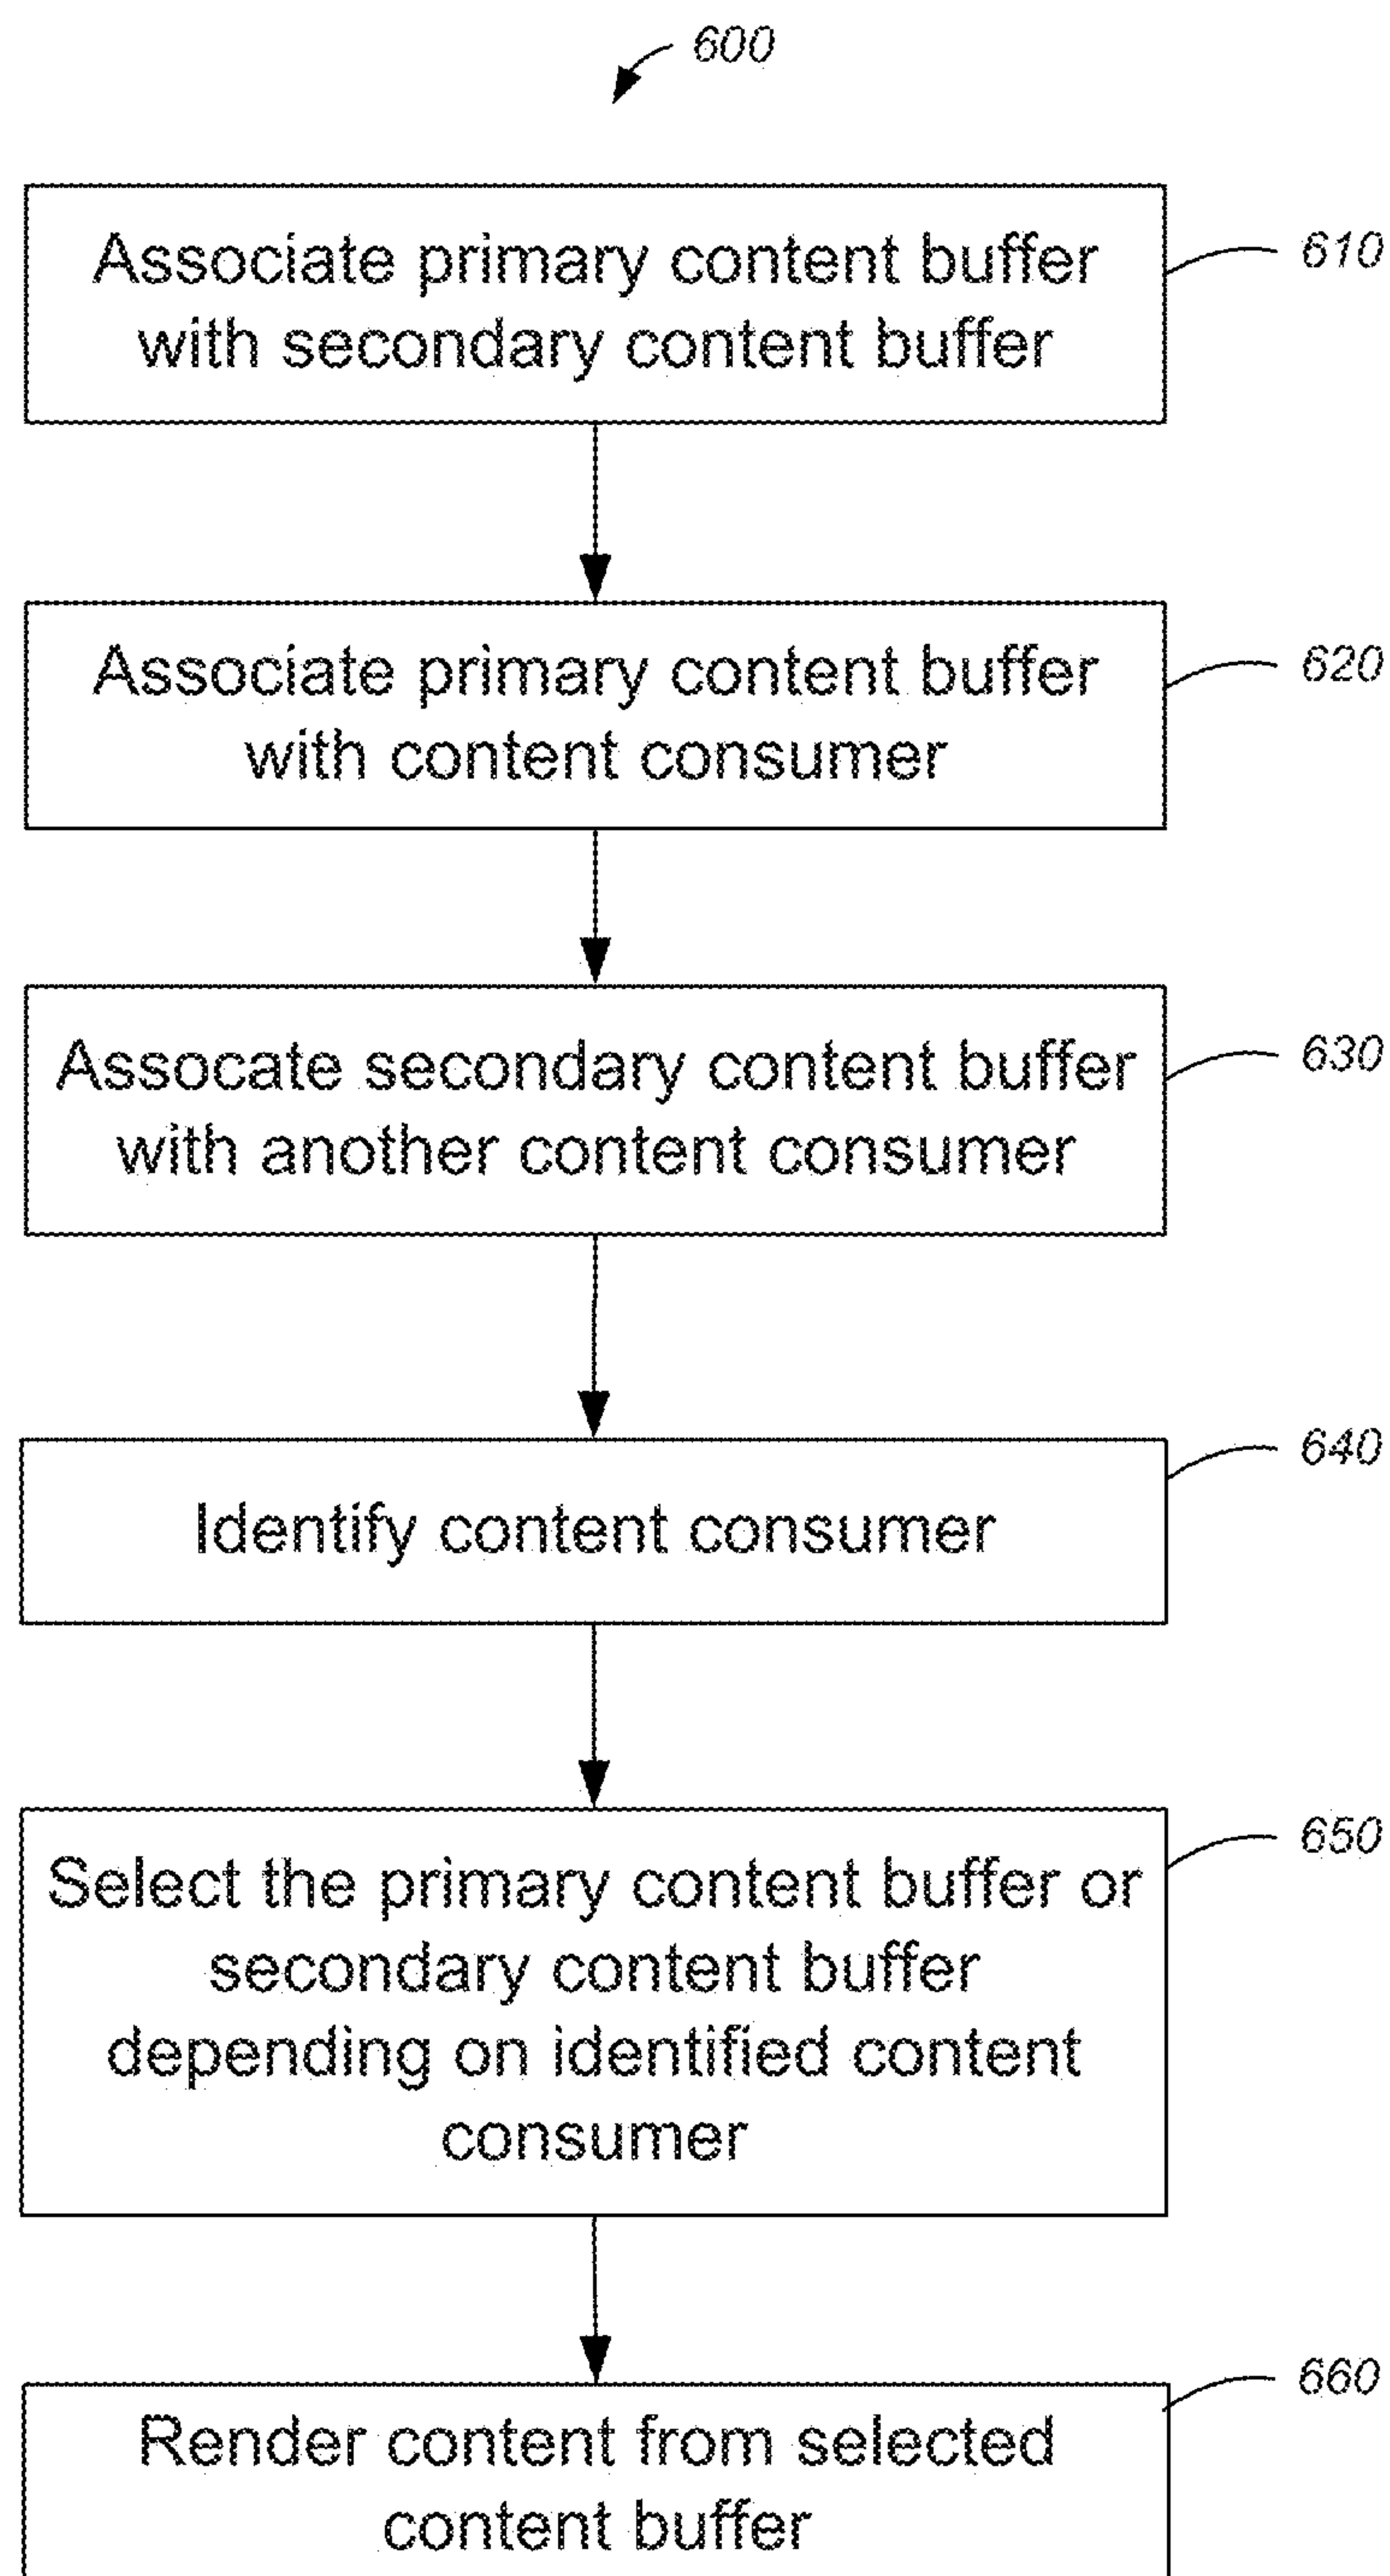 600
Associate primary content buffer
with secondary content buffer
610
Associate primary content buffer
with content consumer
620
Assocate secondary content buffer
with another content consumer
630
Identify content consumer
640
Select the primary content buffer or
secondary content buffer
depending on identified content
consumer
650
Render content from selected
content buffer
660